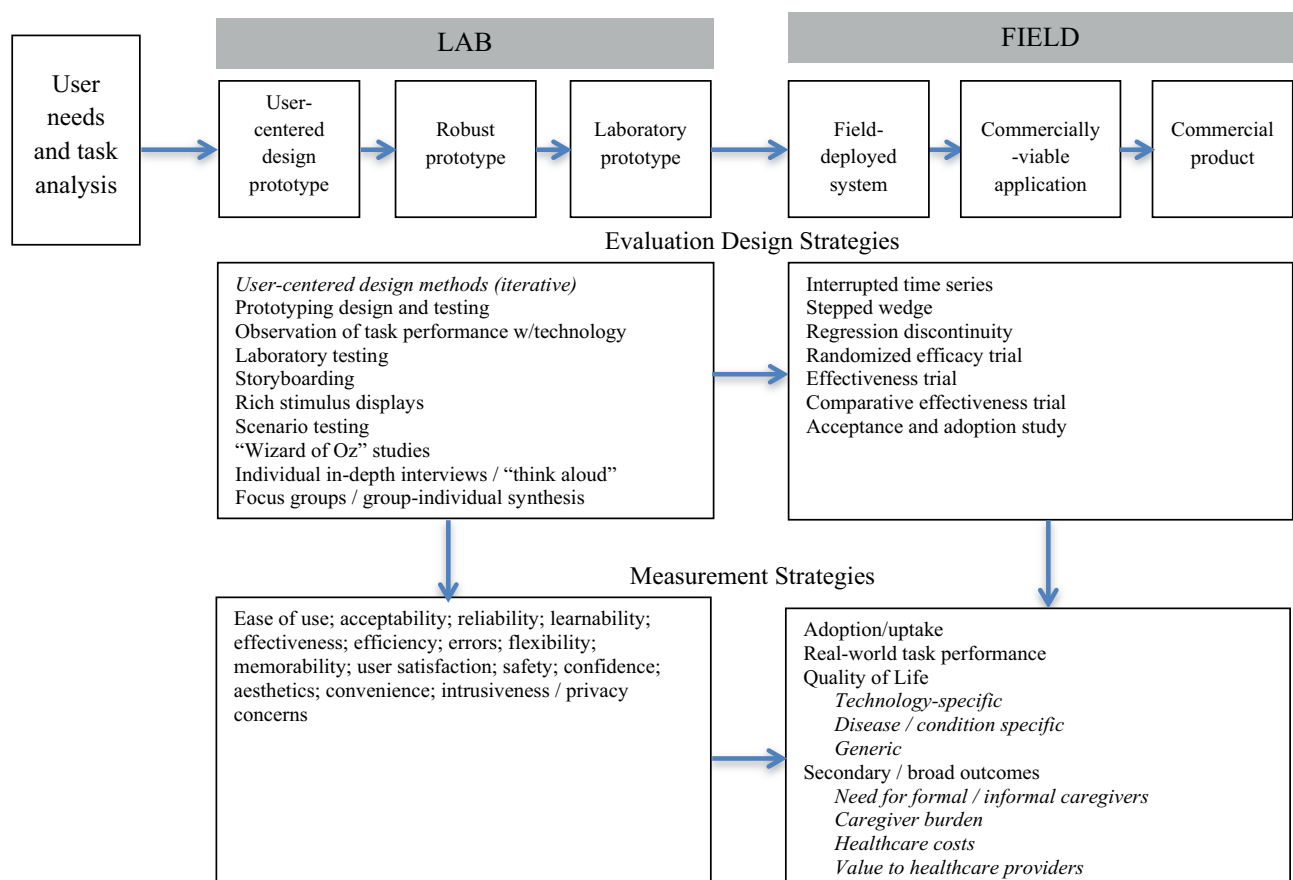 User
needs
and task
analysis
LAB
FIELD
User-
centered
design
prototype
Robust
prototype
Laboratory
prototype
Field-
deployed
system
Commercially
-viable
application
Commercial
product
Evaluation Design Strategies
User-centered design methods (iterative)
Prototyping design and testing
Observation of task performance w/technology
Laboratory testing
Storyboarding
Rich stimulus displays
Scenario testing
“Wizard of Oz” studies
Individual in-depth interviews / “think aloud”
Focus groups / group-individual synthesis
Interrupted time series
Stepped wedge
Regression discontinuity
Randomized efficacy trial
Effectiveness trial
Comparative effectiveness trial
Acceptance and adoption study
Measurement Strategies
Ease of use; acceptability; reliability; learnability;
effectiveness; efficiency; errors; flexibility;
memorability; user satisfaction; safety; confidence;
aesthetics; convenience; intrusiveness / privacy
concerns
Adoption/uptake
Real-world task performance
Quality of Life
Technology-specific
Disease / condition specific
Generic
Secondary / broad outcomes
Need for formal / informal caregivers
Caregiver burden
Healthcare costs
Value to healthcare providers